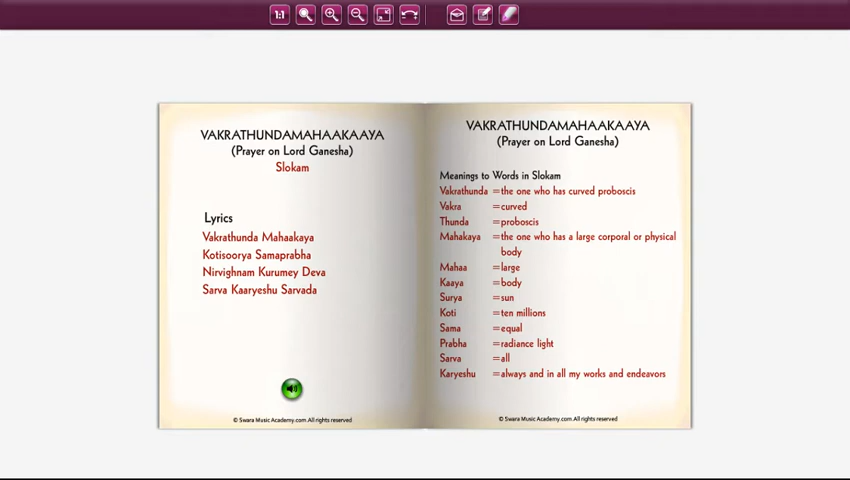 1:1
VAKRATHUNDAMAHAAKAAYA
(Prayer on Lord Ganesha)
Slokam
Lyrics
Vakrathunda Mahaakaya
Kotisoorya Samaprabha
Nirvighnam Kurumey Deva
Sarva Kaaryeshu Sarvada
© Swara Music Academy.com.All rights reserved
VAKRATHUNDAMAHAAKAAYA
(Prayer on Lord Ganesha)
Meanings to Words in Slokam
Vakrathunda =the one who has curved proboscis
Vakra =curved
Thunda =proboscis
Mahakaya =the one who has a large corporal or physical
body
Mahaa =large
Kaaya =body
Surya =sun
Koti =ten millions
Sama =equal
Prabha =radiance light
Sarva =all
Karyeshu =always and in all my works and endeavors
© Swara Music Academy.com.All rights reserved